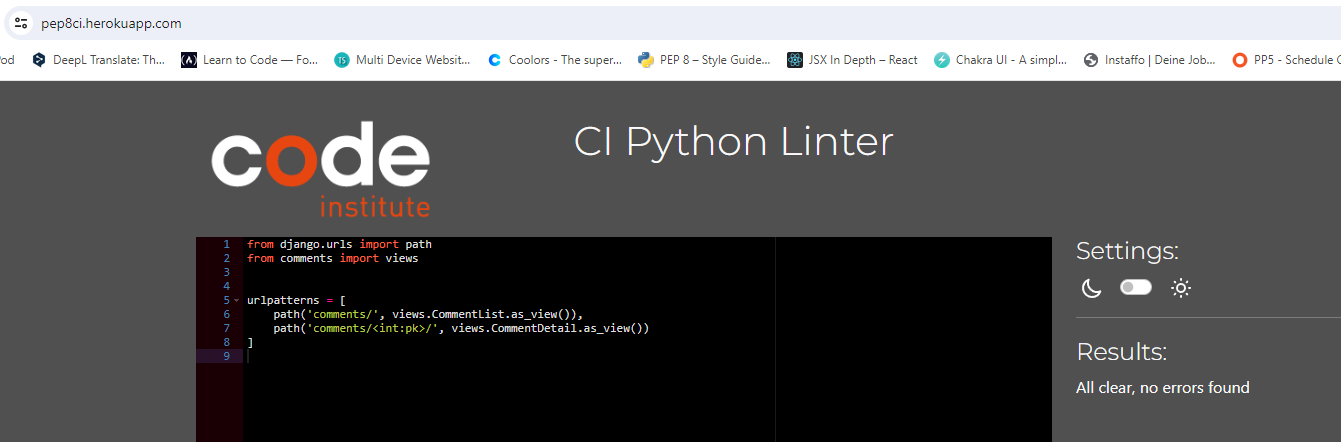 pep8ci.herokuapp.com
od DeepL Translate: Th... Learn to Code — Fo... Multi Device Websit... Coolors - The super... PEP 8 – Style Guide... JSX In Depth – React Chakra UI - A simpl... Instaffo | Deine Job... PP5 - Schedule
code
institute
CI Python Linter
1 from django.urls import path
2 from comments import views
3
4
5 urlpatterns = [
6 path('comments/', views.CommentList.as_view()),
7 path('comments/<int:pk>/', views.CommentDetail.as_view())
8 ]
9
Settings:
Results:
All clear, no errors found